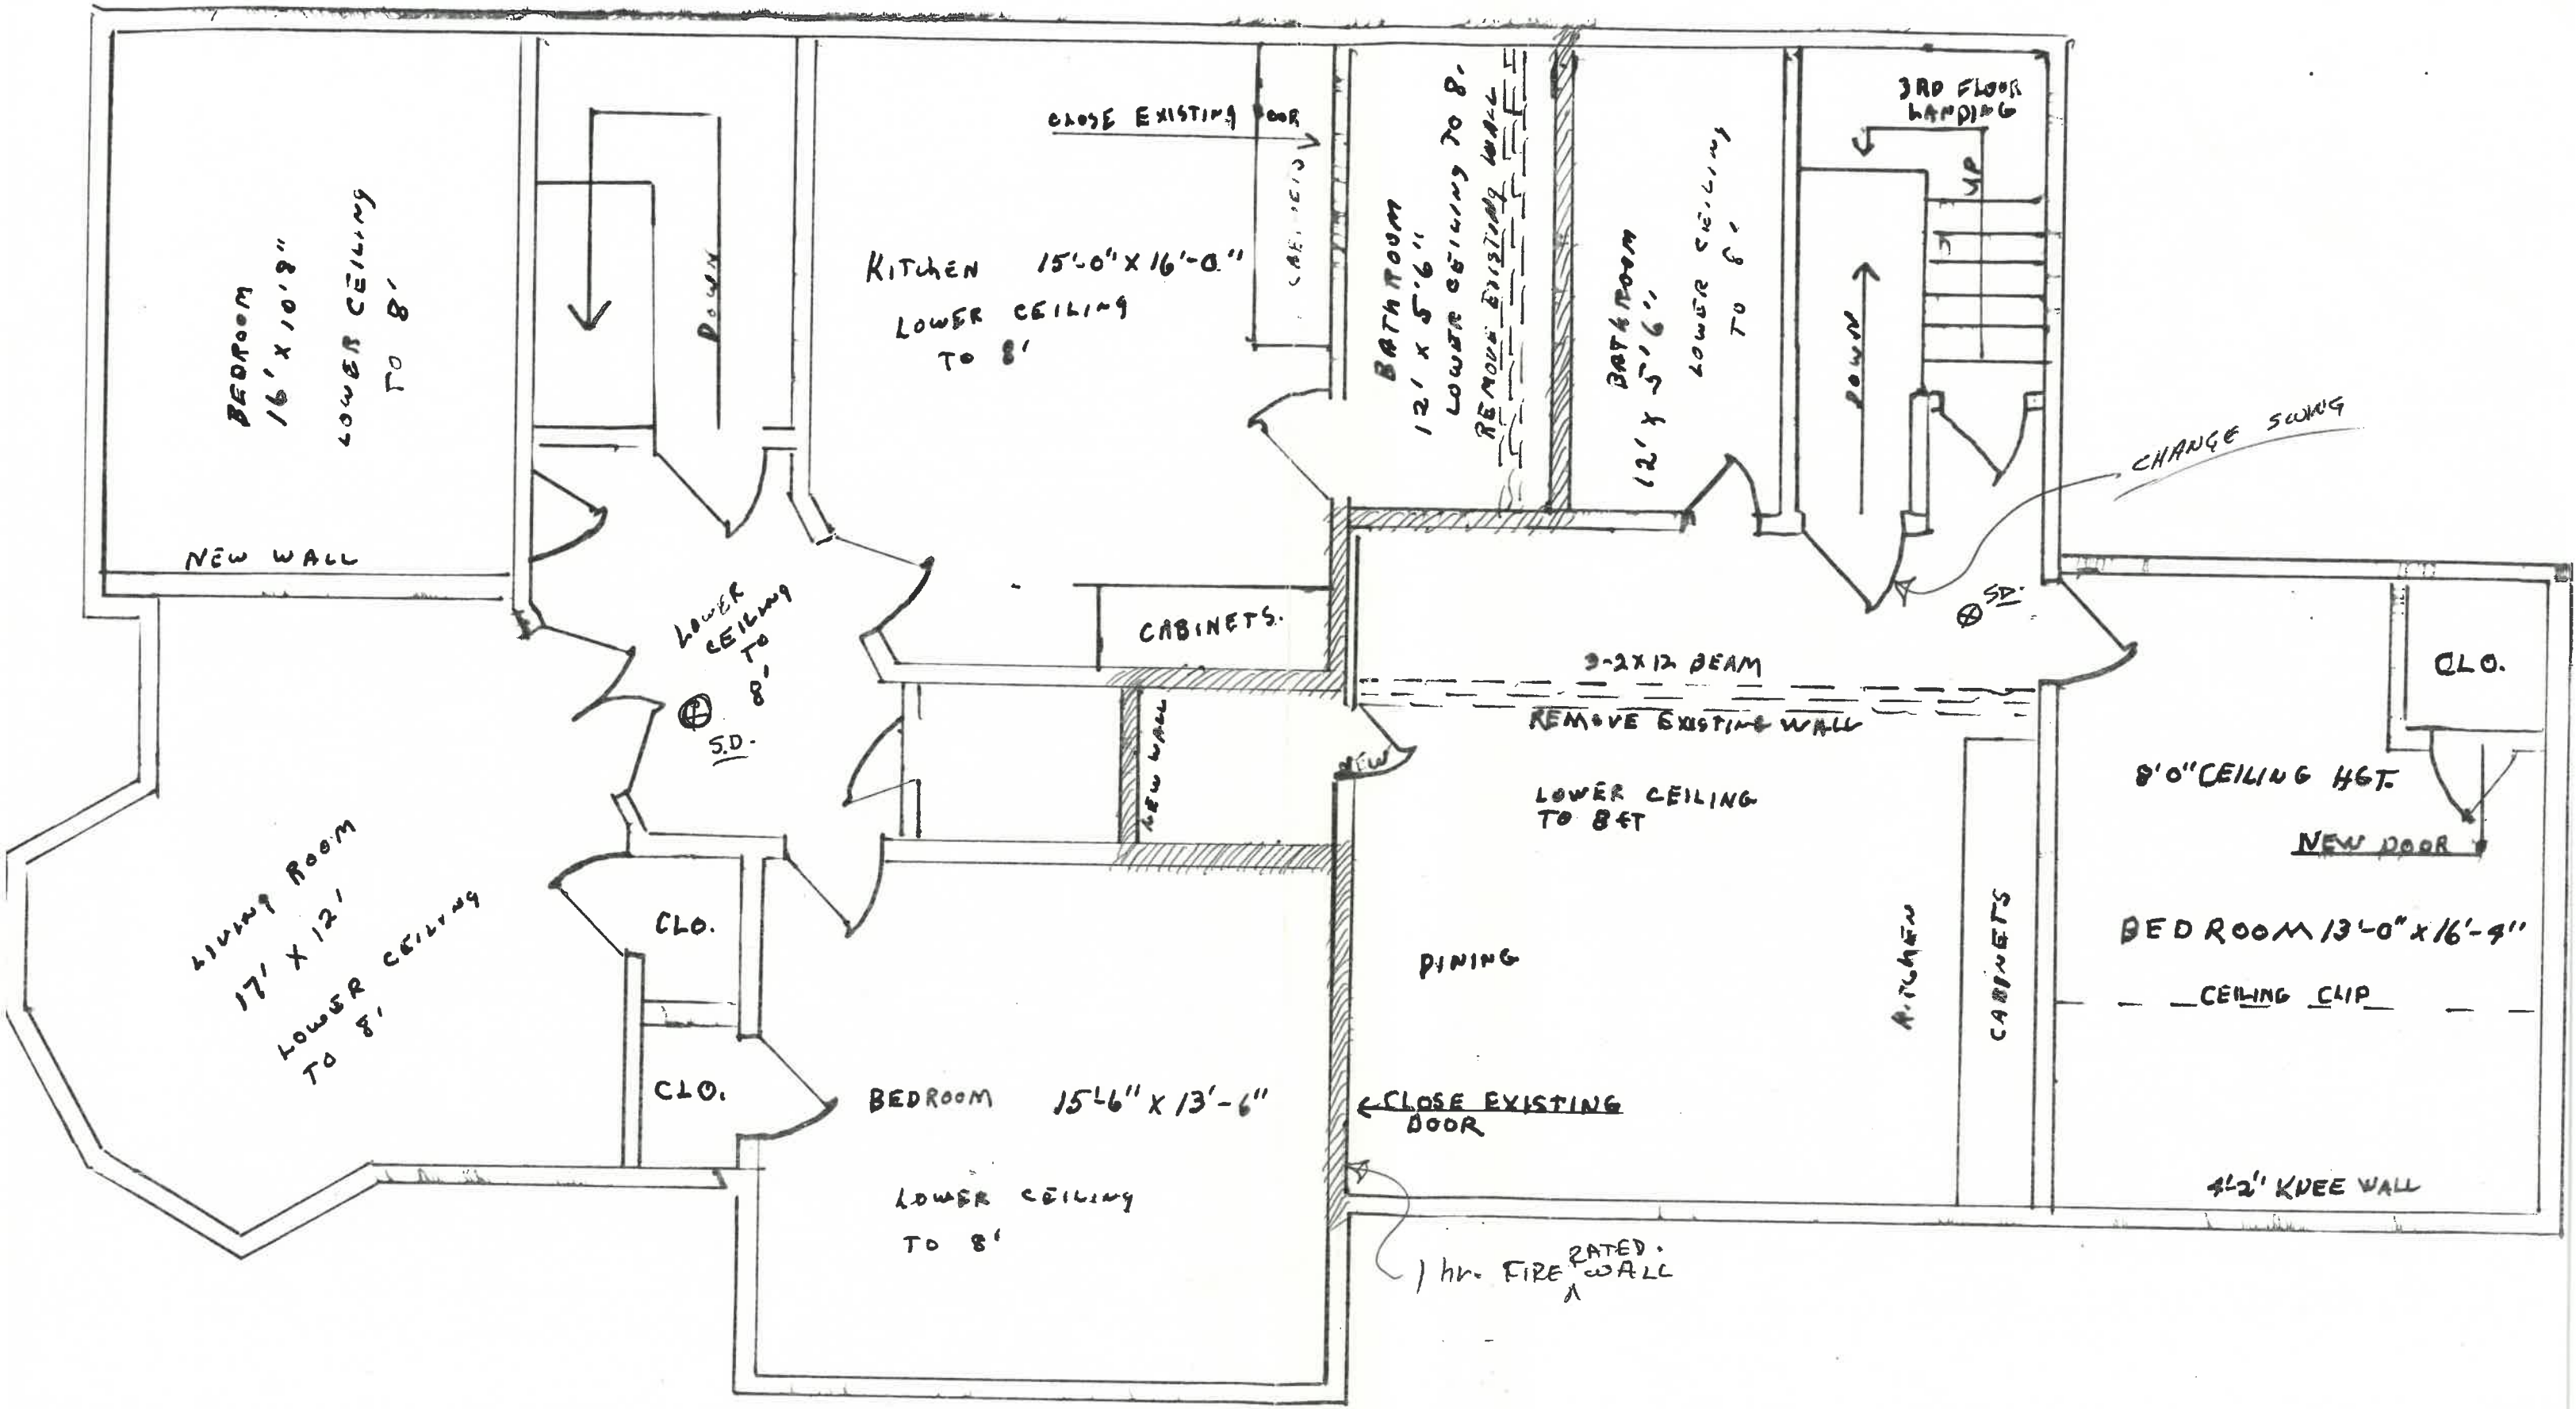 BEDROOM
16' X 10'8"
LOWER CEILING
TO 8'
NEW WALL
DOWN
CLOSE EXISTING DOOR
KITCHEN 15'-0" X 16'-0"
LOWER CEILING
TO 8'
CABINETS.
BATHROOM
12' X 5'6"
LOWER CEILING TO 8'
REMOVE EXISTING WALL
BATHROOM
12' X 5'6"
LOWER CEILING
TO 8'
3RD FLOOR
LANDING
UP
DOWN
CHANGE SWING
LOWER
CEILING
TO
8'
S.D.
S.D.
NEW WALL
NEW
3-2X12 BEAM
REMOVE EXISTING WALL
LOWER CEILING
TO 8FT
CLO.
8'0" CEILING HGT.
NEW DOOR
LIVING ROOM
17' X 12'
LOWER CEILING
TO 8'
CLO.
CLO.
DINING
KITCHEN
CABINETS
BEDROOM 13'-0" X 16'-4"
CEILING CLIP
BEDROOM 15'-6" X 13'-6"
LOWER CEILING
TO 8'
CLOSE EXISTING
DOOR
4'-2" KNEE WALL
1 hr. FIRE RATED. WALL